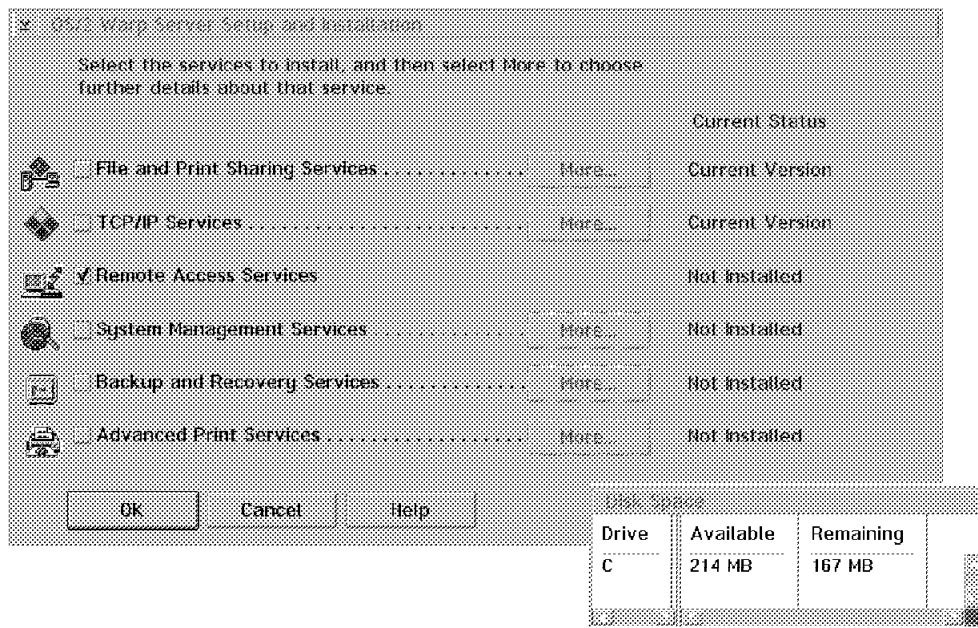 OS/2 Warp Server Setup and Installation
Select the services to install, and then select More to choose
further details about that service.
Current Status
File and Print Sharing Services . . . . . . . . . . . . . More... Current Version
TCP/IP Services . . . . . . . . . . . . . . . . . . . . . . . . . More... Current Version
Remote Access Services Not Installed
System Management Services . . . . . . . . . . . . . . More... Not Installed
Backup and Recovery Services . . . . . . . . . . . . . More... Not Installed
Advanced Print Services . . . . . . . . . . . . . . . . . . More... Not Installed
OK Cancel Help
Disk Space
Drive Available Remaining
C 214 MB 167 MB